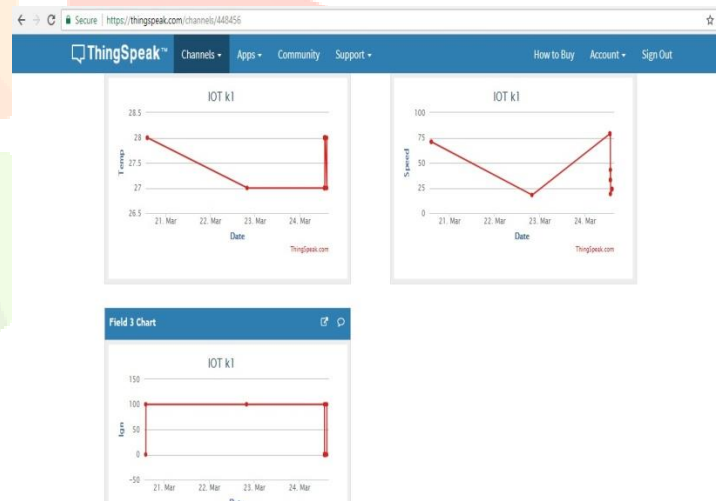 Secure | https://thingspeak.com/channels/448456
ThingSpeak™ Channels Apps Community Support How to Buy Account Sign Out
IOT k1
28.5
28
27.5
27
26.5
Temp
21. Mar 22. Mar 23. Mar 24. Mar
Date
ThingSpeak.com
IOT k1
100
75
50
25
0
Speed
21. Mar 22. Mar 23. Mar 24. Mar
Date
ThingSpeak.com
Field 3 Chart
IOT k1
150
100
50
0
-50
Ign
21. Mar 22. Mar 23. Mar 24. Mar